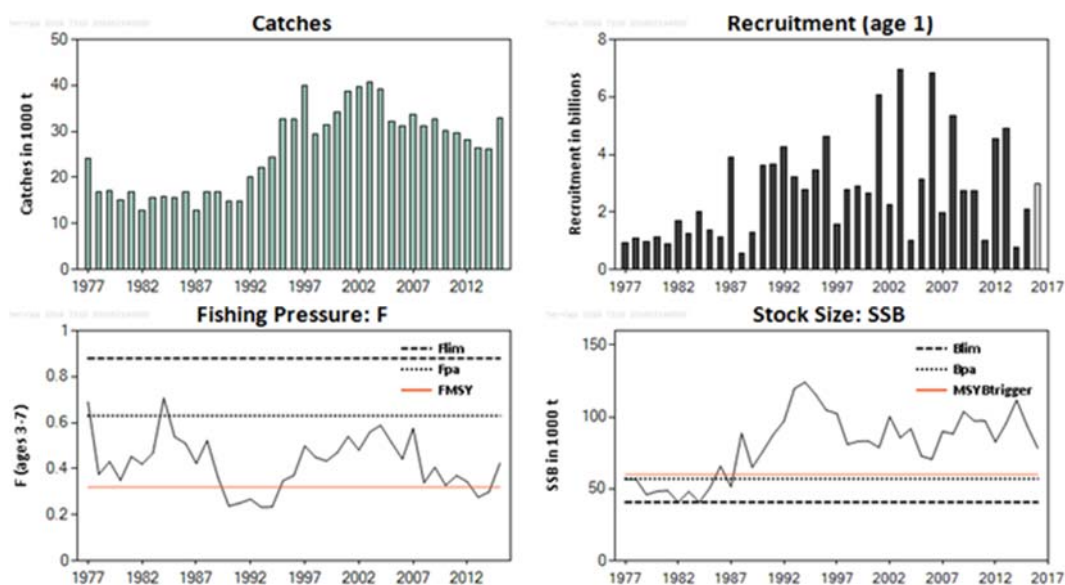 Catches
Catches in 1000 t
50
40
30
20
10
0
1977 1982 1987 1992 1997 2002 2007 2012
Recruitment (age 1)
Recruitment in billions
8
6
4
2
0
1977 1982 1987 1992 1997 2002 2007 2012 2017
Fishing Pressure: F
F (ages 3-7)
1
0.8
0.6
0.4
0.2
0
Flim
Fpa
FMSY
1977 1982 1987 1992 1997 2002 2007 2012
Stock Size: SSB
SSB in 1000 t
150
100
50
0
Blim
Bpa
MSYBtrigger
1977 1982 1987 1992 1997 2002 2007 2012 2017